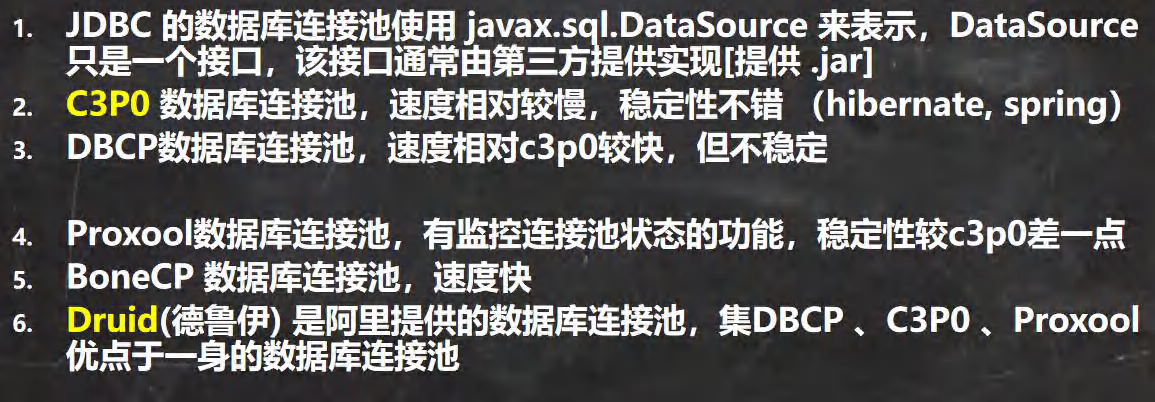 1. JDBC 的数据库连接池使用 javax.sql.DataSource 来表示，DataSource
只是一个接口，该接口通常由第三方提供实现[提供 .jar]
2. C3P0 数据库连接池，速度相对较慢，稳定性不错 （hibernate, spring）
3. DBCP数据库连接池，速度相对c3p0较快，但不稳定
4. Proxool数据库连接池，有监控连接池状态的功能，稳定性较c3p0差一点
5. BoneCP 数据库连接池，速度快
6. Druid(德鲁伊) 是阿里提供的数据库连接池，集DBCP 、C3P0 、Proxool
优点于一身的数据库连接池